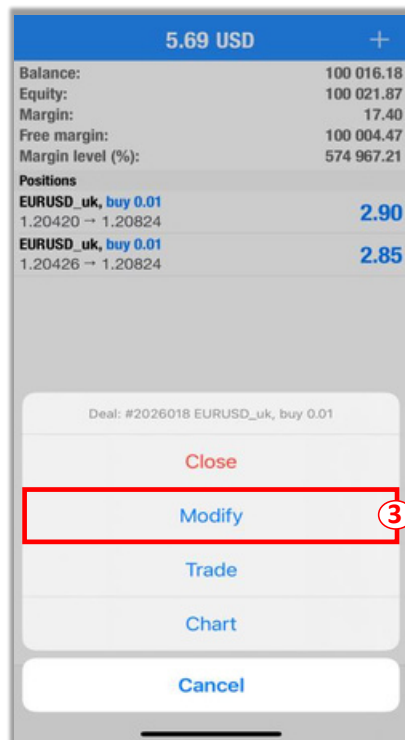 5.69 USD +
Balance: 100 016.18
Equity: 100 021.87
Margin: 17.40
Free margin: 100 004.47
Margin level (%): 574 967.21
Positions
EURUSD_uk, buy 0.01
1.20420 → 1.20824 2.90
EURUSD_uk, buy 0.01
1.20426 → 1.20824 2.85
Deal: #2026018 EURUSD_uk, buy 0.01
Close
Modify ③
Trade
Chart
Cancel